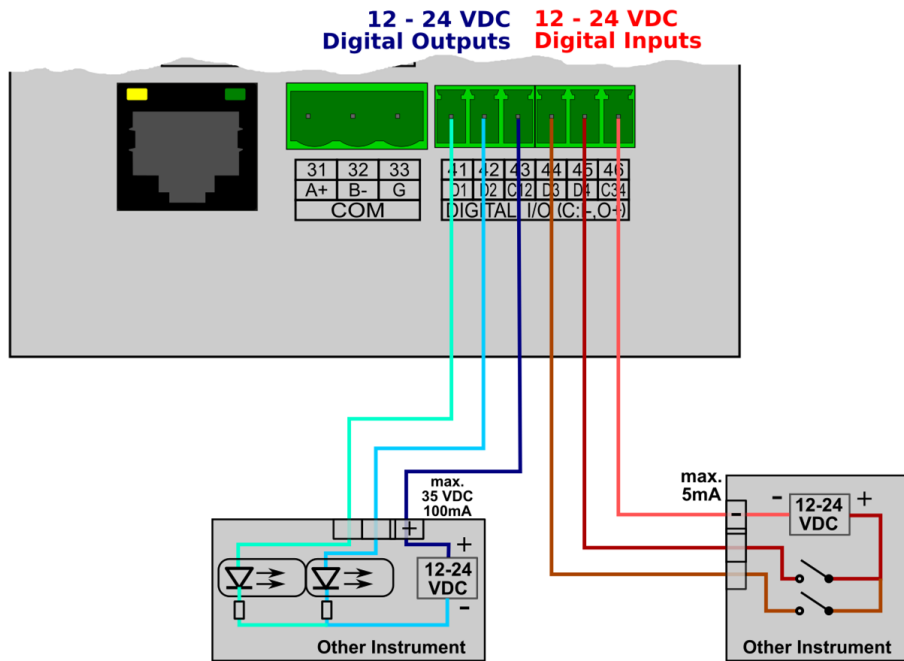 12 - 24 VDC
Digital Outputs
12 - 24 VDC
Digital Inputs
31 32 33
A+ B- G
COM
41 42 43 44 45 46
D1 D2 C12 D3 D4 C34
DIGITAL I/O (C:-,O+)
max.
35 VDC
100mA
+
+
12-24
VDC
-
Other Instrument
max.
5mA
-
-
12-24
VDC
+
Other Instrument